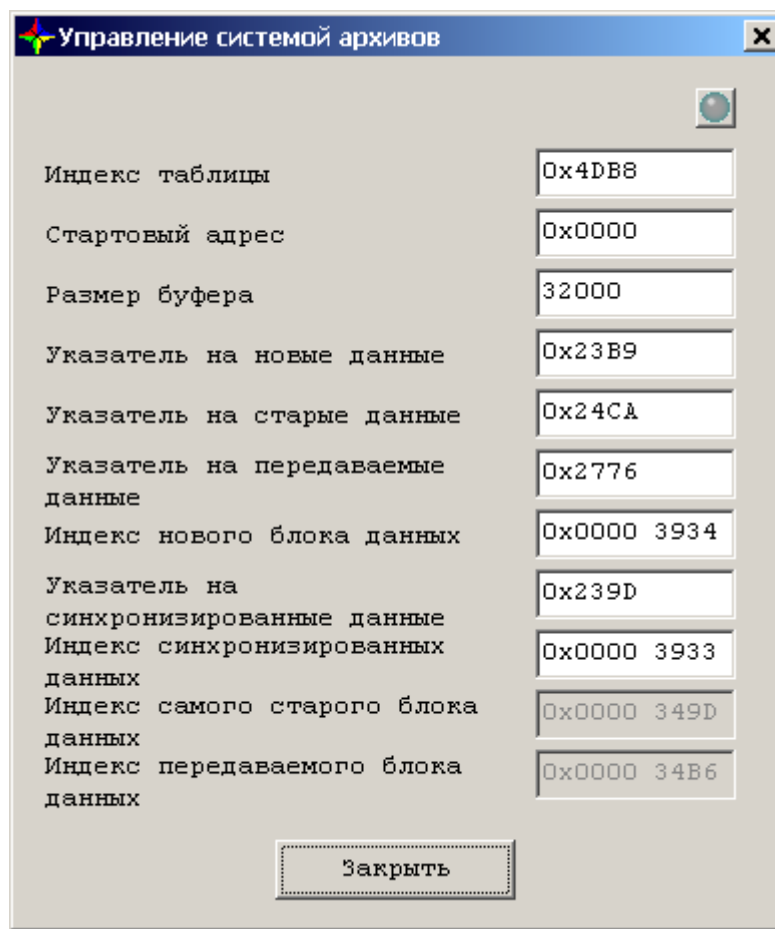 Управление системой архивов
Индекс таблицы 0x4DB8
Стартовый адрес 0x0000
Размер буфера 32000
Указатель на новые данные 0x23B9
Указатель на старые данные 0x24CA
Указатель на передаваемые
данные 0x2776
Индекс нового блока данных 0x0000 3934
Указатель на
синхронизированные данные 0x239D
Индекс синхронизированных
данных 0x0000 3933
Индекс самого старого блока
данных 0x0000 349D
Индекс передаваемого блока
данных 0x0000 34B6
Закрыть